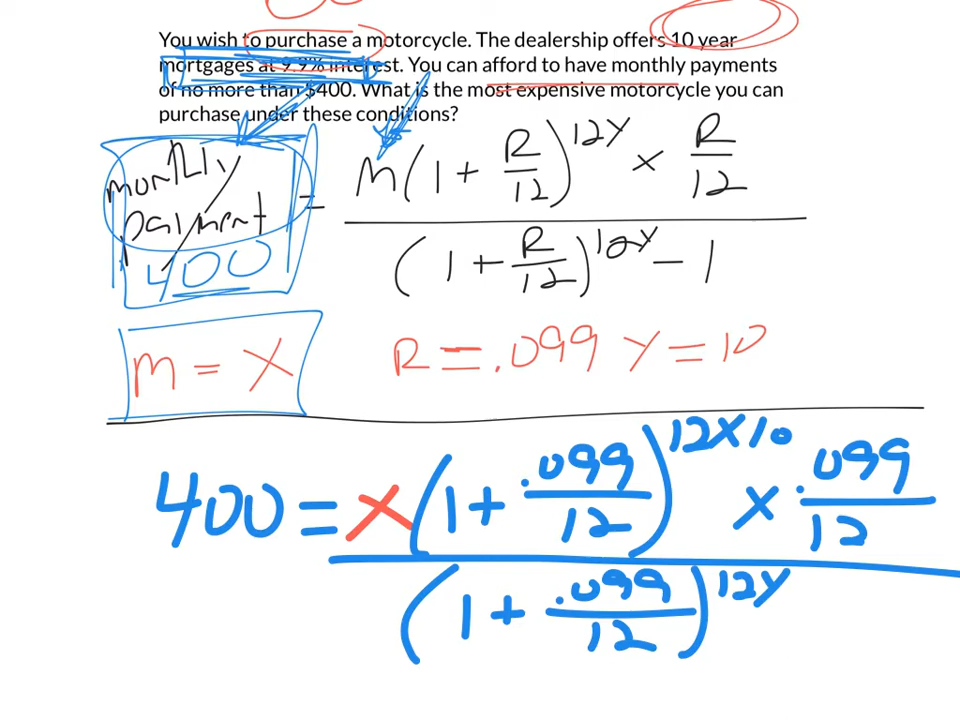 You wish to purchase a motorcycle. The dealership offers 10 year
mortgages at 9.9% interest. You can afford to have monthly payments
of no more than $400. What is the most expensive motorcycle you can
purchase under these conditions?
monthly payment = M(1 + R/12)^12Y × R/12
(1 + R/12)^12Y - 1
400
m = X R = .099 Y = 10
400 = X(1 + .099/12)^12X10 × .099/12
(1 + .099/12)^12Y